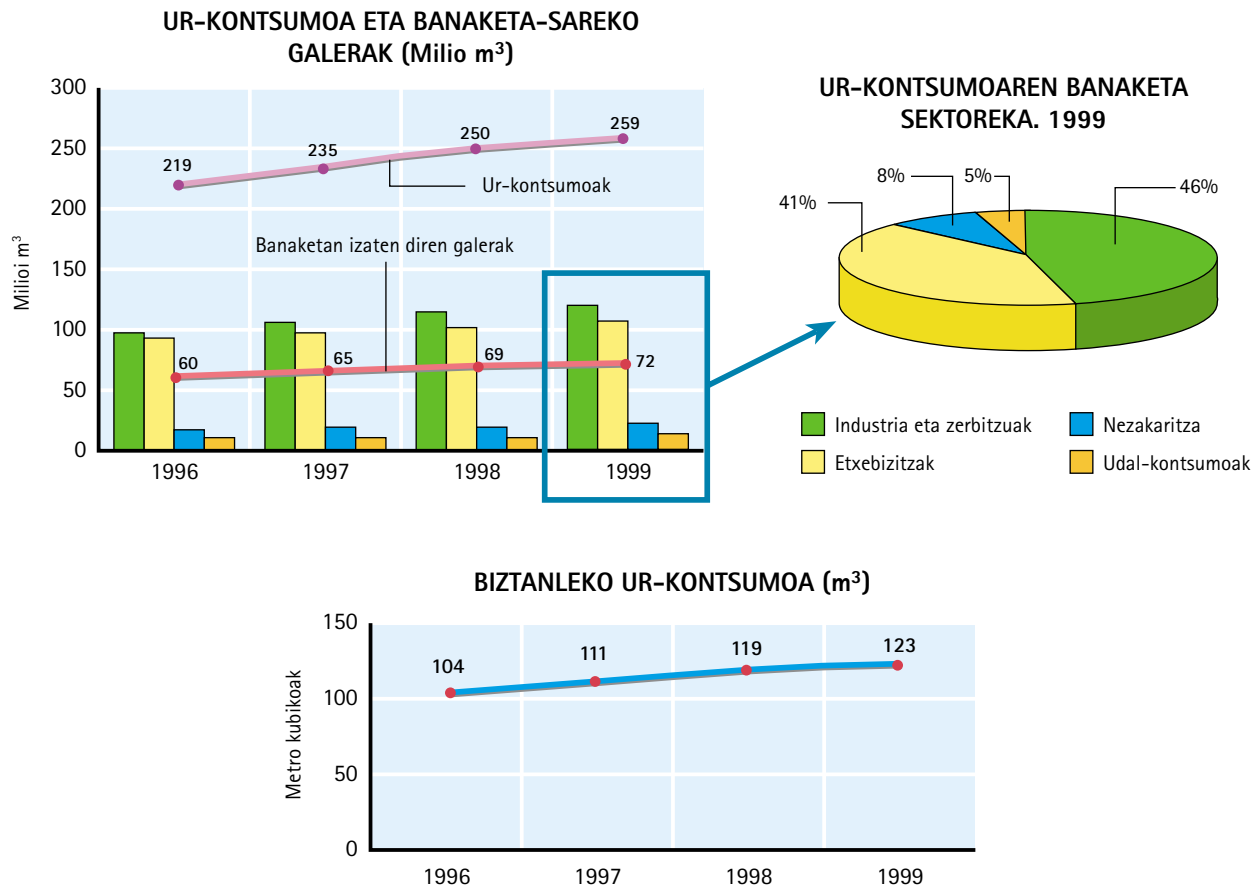 UR-KONTSUMOA ETA BANAKETA-SAREKO
GALERAK (Milio m³)
300
250
200
150
100
50
0
Milioi m³
219
235
250
259
Ur-kontsumoak
Banaketan izaten diren galerak
60
65
69
72
1996
1997
1998
1999
UR-KONTSUMOAREN BANAKETA
SEKTOREKA. 1999
41%
8%
5%
46%
Industria eta zerbitzuak
Nezakaritza
Etxebizitzak
Udal-kontsumoak
BIZTANLEKO UR-KONTSUMOA (m³)
150
100
50
0
Metro kubikoak
104
111
119
123
1996
1997
1998
1999